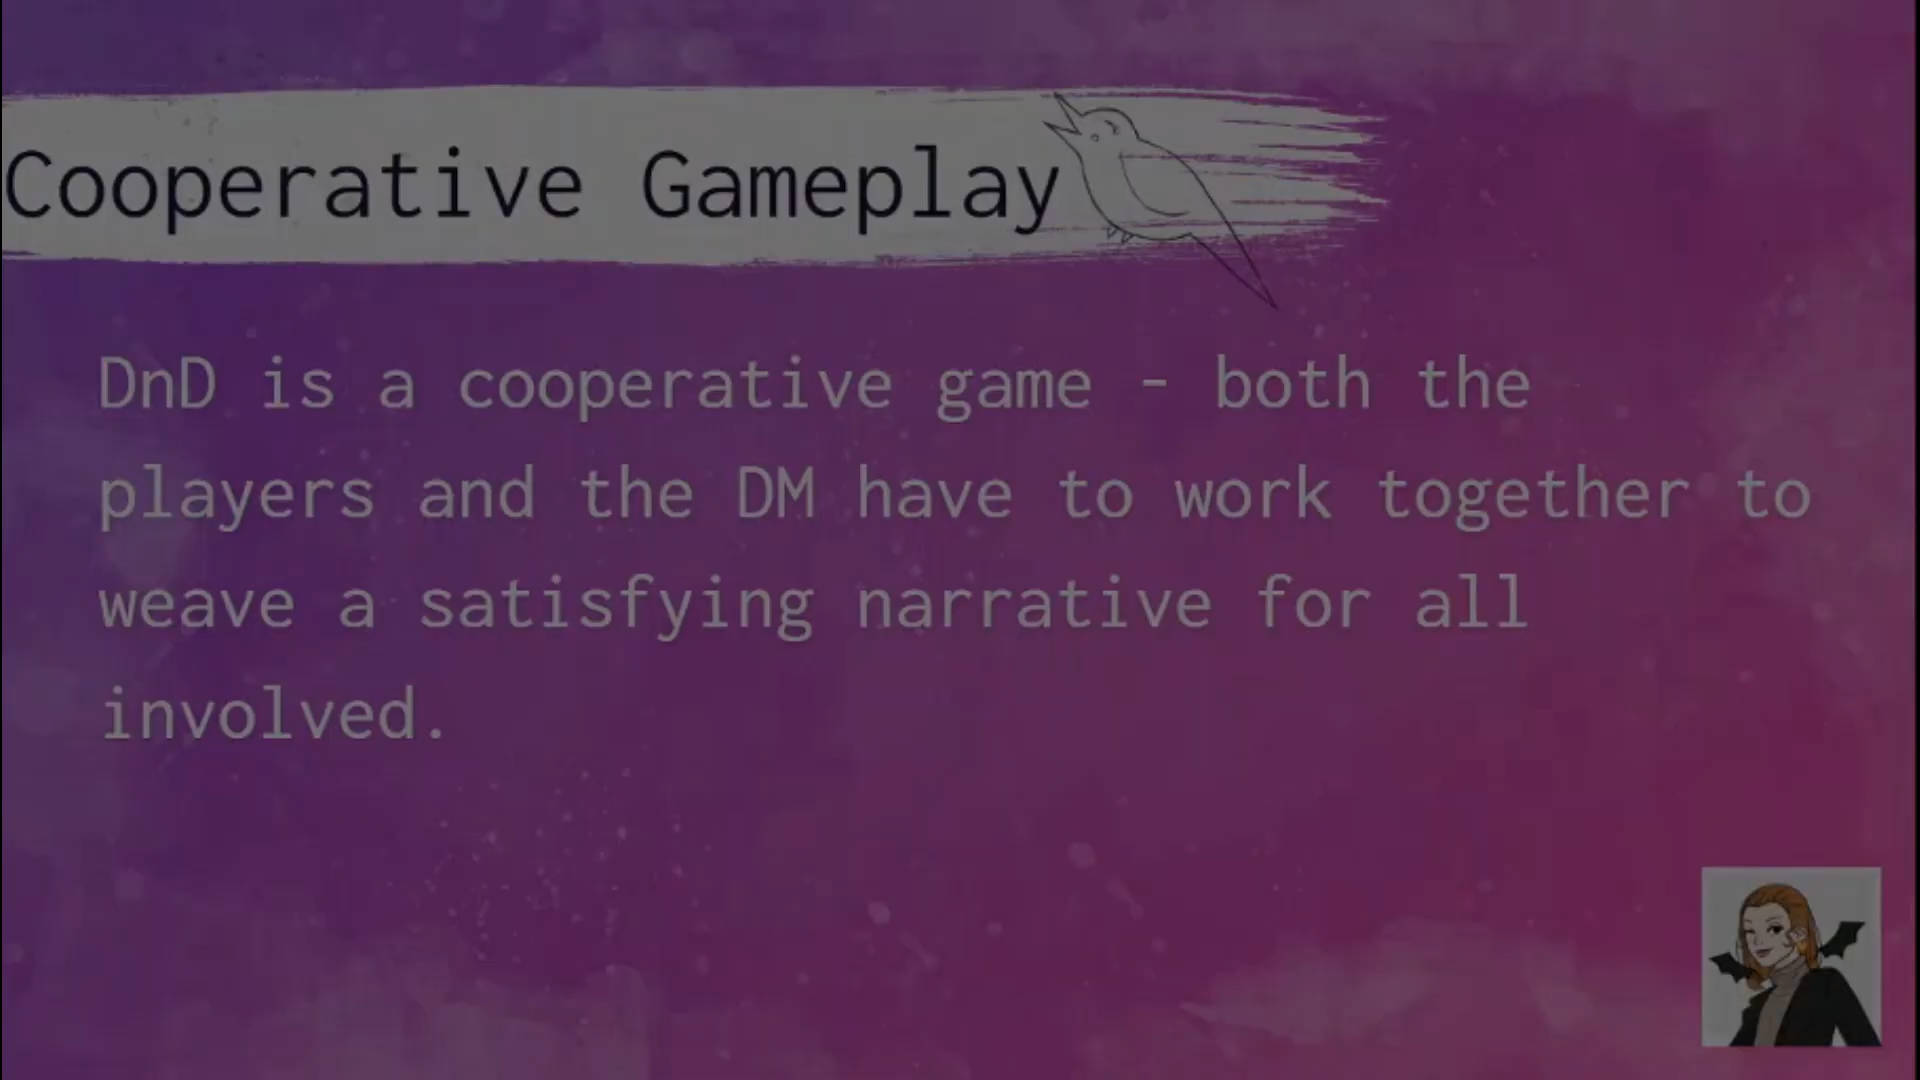 Cooperative Gameplay
DnD is a cooperative game - both the
players and the DM have to work together to
weave a satisfying narrative for all
involved.